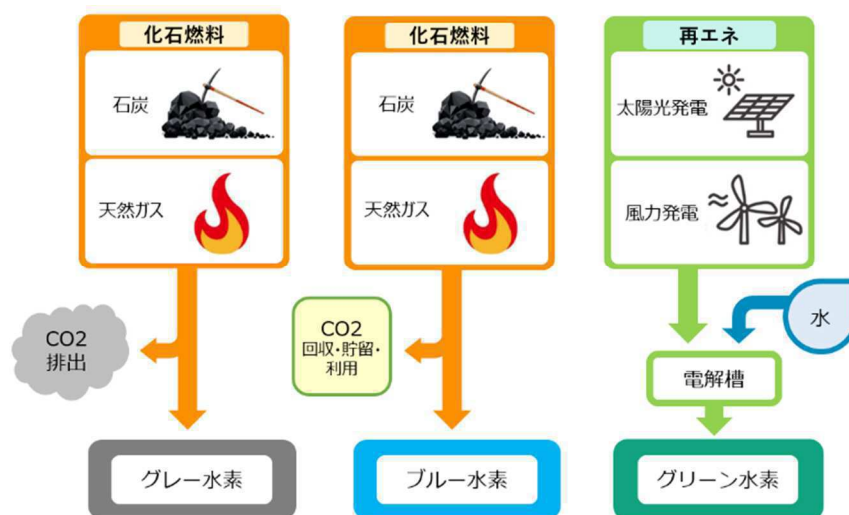 化石燃料
石炭
天然ガス
CO2
排出
グレー水素
化石燃料
石炭
天然ガス
CO2
回収・貯留・
利用
ブルー水素
再エネ
太陽光発電
風力発電
水
電解槽
グリーン水素